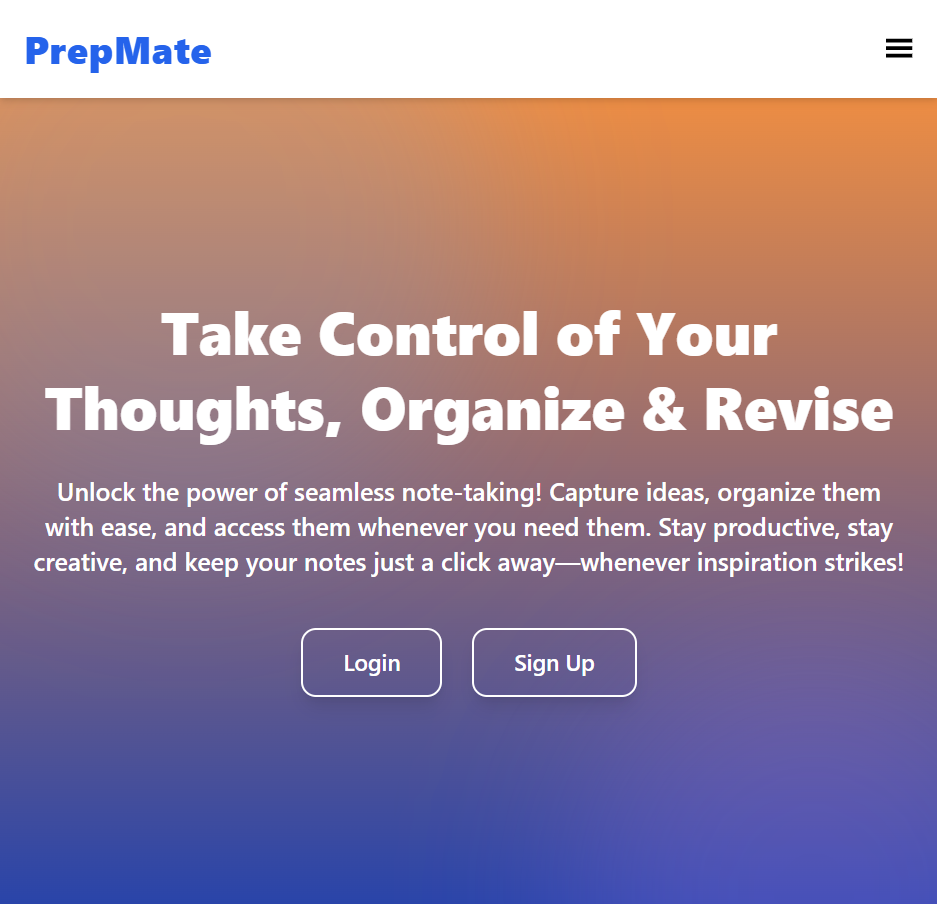 PrepMate
Take Control of Your
Thoughts, Organize & Revise
Unlock the power of seamless note-taking! Capture ideas, organize them
with ease, and access them whenever you need them. Stay productive, stay
creative, and keep your notes just a click away—whenever inspiration strikes!
Login
Sign Up